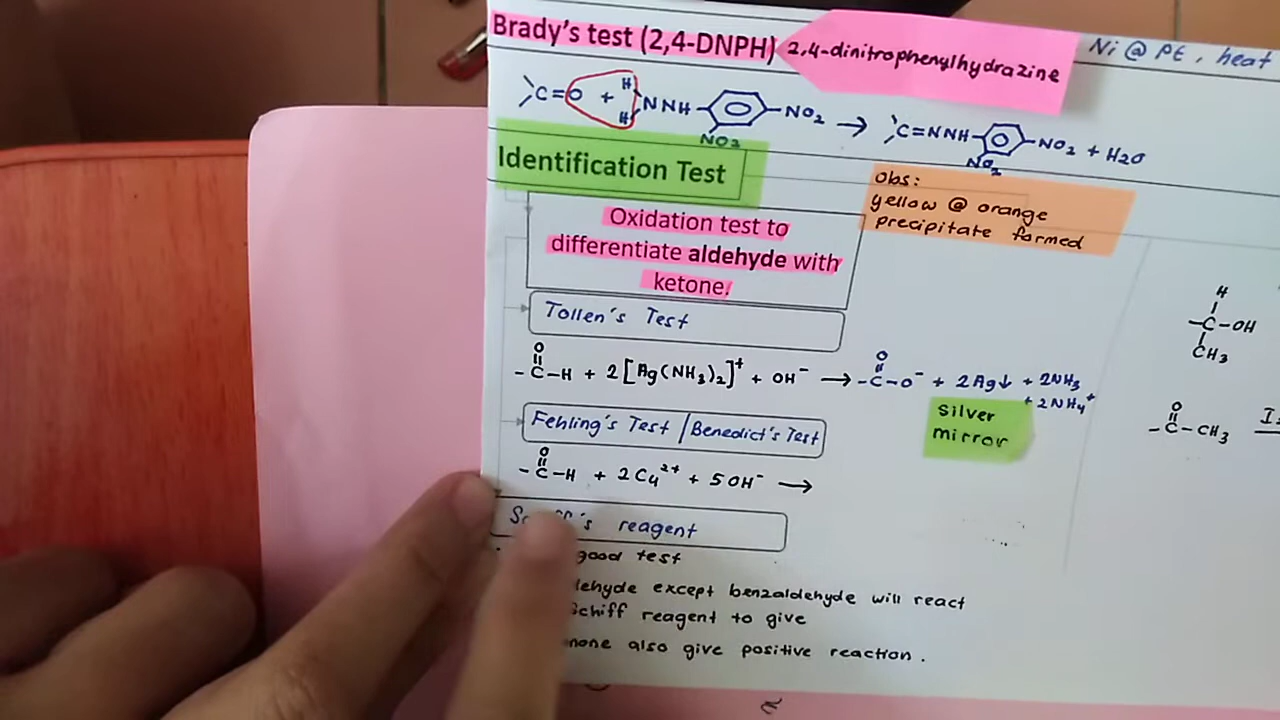 Brady's test (2,4-DNPH) 2,4-dinitrophenylhydrazine
Ni @ Pt, heat
C=O + H H NNH NO2 NO2 → C=NNH NO2 NO2 + H2O
Identification Test
obs:
yellow @ orange
precipitate formed
Oxidation test to
differentiate aldehyde with
ketone.
Tollen's Test
O
-C-H + 2[Ag(NH3)2]+ + OH- → -C-O- + 2Ag↓ + 2NH3
+ 2NH4+
silver
mirror
Fehling's Test / Benedict's Test
O
-C-H + 2Cu2+ + 5OH- →
reagent
good test
except benzaldehyde will react
Schiff reagent to give
also give positive reaction.
H
-C-OH
CH3
O
-C-CH3